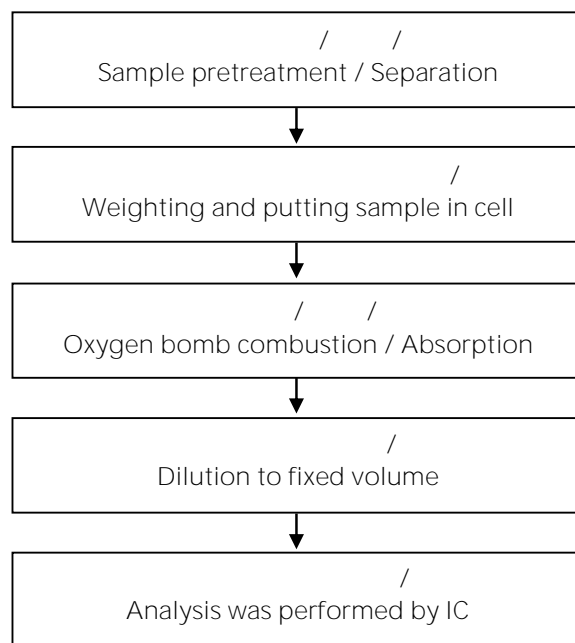 / /
Sample pretreatment / Separation
/
Weighting and putting sample in cell
/ /
Oxygen bomb combustion / Absorption
/
Dilution to fixed volume
/
Analysis was performed by IC